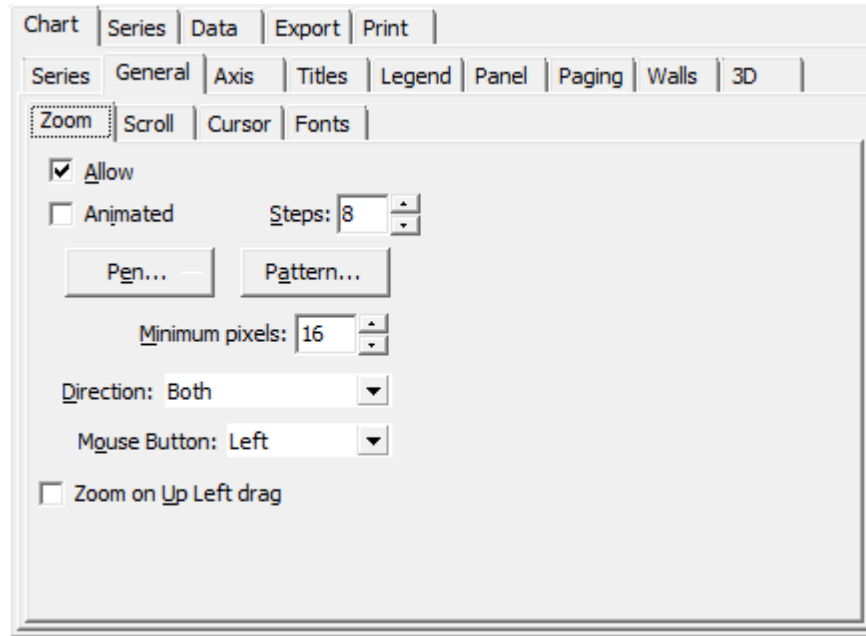 Chart Series Data Export Print
Series General Axis Titles Legend Panel Paging Walls 3D
Zoom Scroll Cursor Fonts
Allow
Animated Steps: 8
Pen... Pattern...
Minimum pixels: 16
Direction: Both
Mouse Button: Left
Zoom on Up Left drag